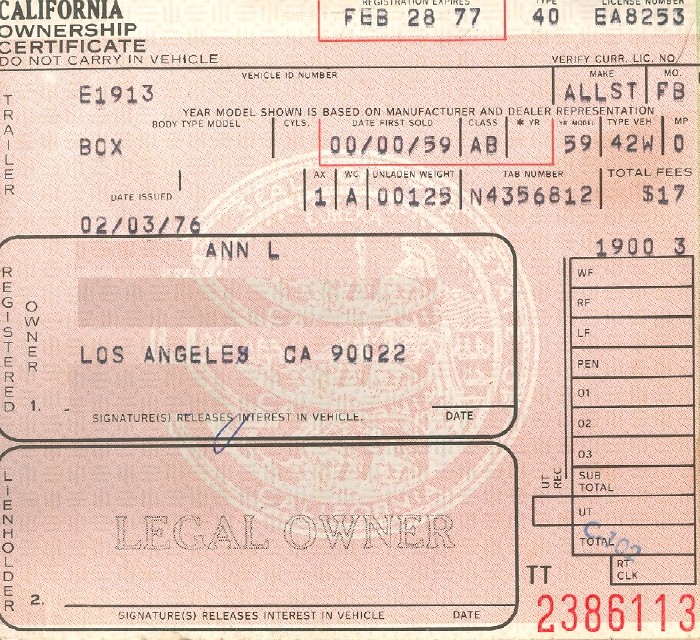 CALIFORNIA
OWNERSHIP
CERTIFICATE
DO NOT CARRY IN VEHICLE
REGISTRATION EXPIRES TYPE LICENSE NUMBER
FEB 28 77 40 EA8253
VERIFY CURR. LIC. NO.
TRAILER
VEHICLE ID NUMBER MAKE MO.
E1913 ALLST FB
YEAR MODEL SHOWN IS BASED ON MANUFACTURER AND DEALER REPRESENTATION
BODY TYPE MODEL CYLS. DATE FIRST SOLD CLASS * YR YR MODEL TYPE VEH MP
BOX 00/00/59 AB 59 42W 0
AX WC UNLADEN WEIGHT TAB NUMBER TOTAL FEES
DATE ISSUED 1 A 00125 N4356812 $17
02/03/76
ANN L 1900 3
REGISTERED OWNER
LOS ANGELES CA 90022
1.
SIGNATURE(S) RELEASES INTEREST IN VEHICLE. DATE
WF
RF
LF
PEN
01
02
03
UT REC
SUB TOTAL
UT
TOTAL C-102
RT CLK
LIENHOLDER
LEGAL OWNER
2.
SIGNATURE(S) RELEASES INTEREST IN VEHICLE DATE
TT
2386113